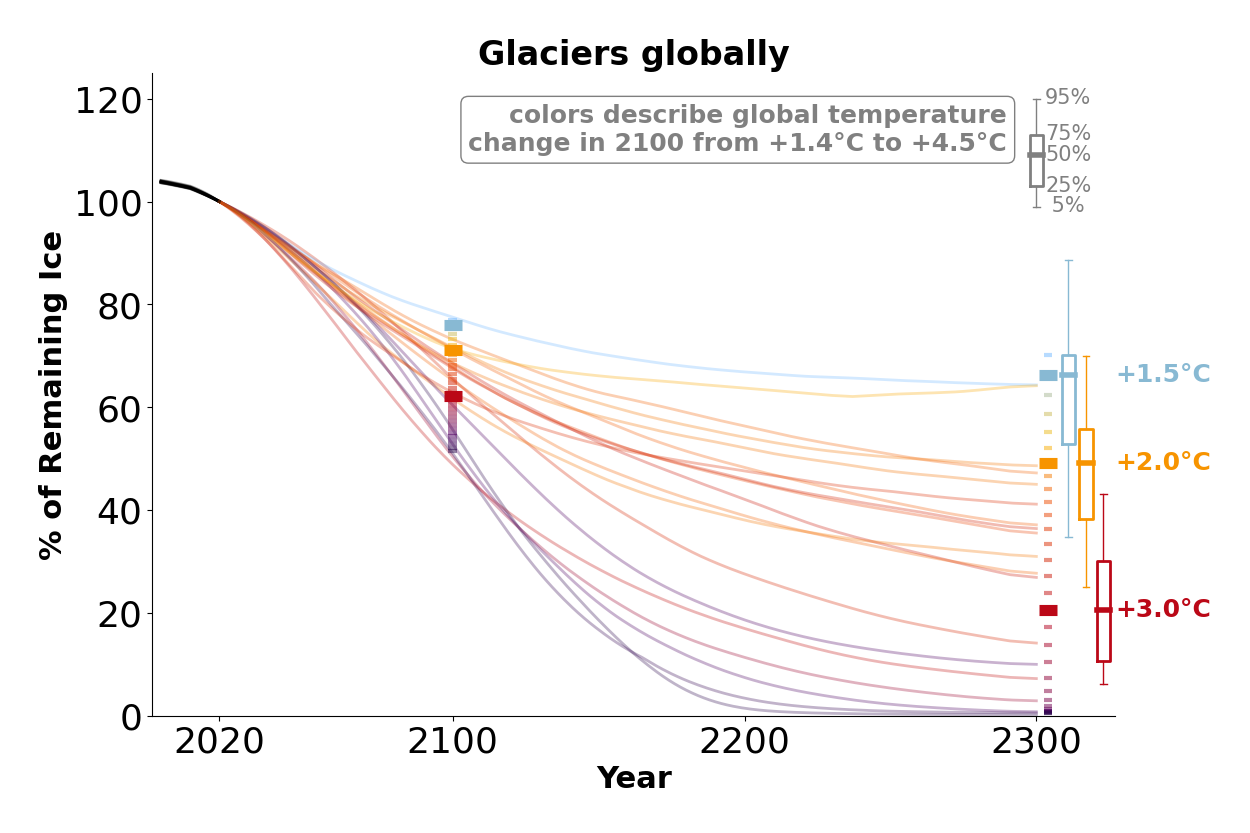 Glaciers globally
colors describe global temperature
change in 2100 from +1.4°C to +4.5°C
95%
75%
50%
25%
5%
% of Remaining Ice
120
100
80
60
40
20
0
+1.5°C
+2.0°C
+3.0°C
2020 2100 2200 2300
Year